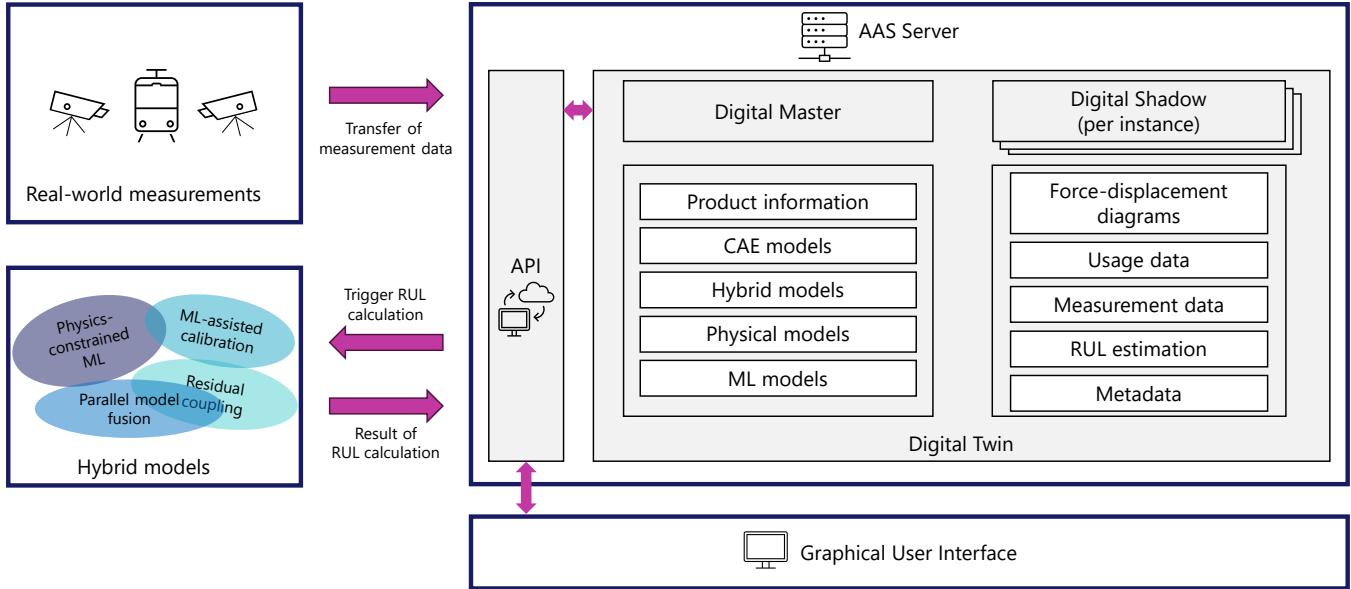 Real-world measurements
Transfer of
measurement data
Physics-
constrained
ML
ML-assisted
calibration
Residual
coupling
Parallel model
fusion
Hybrid models
Trigger RUL
calculation
Result of
RUL calculation
AAS Server
API
Digital Master
Product information
CAE models
Hybrid models
Physical models
ML models
Digital Shadow
(per instance)
Force-displacement
diagrams
Usage data
Measurement data
RUL estimation
Metadata
Digital Twin
Graphical User Interface